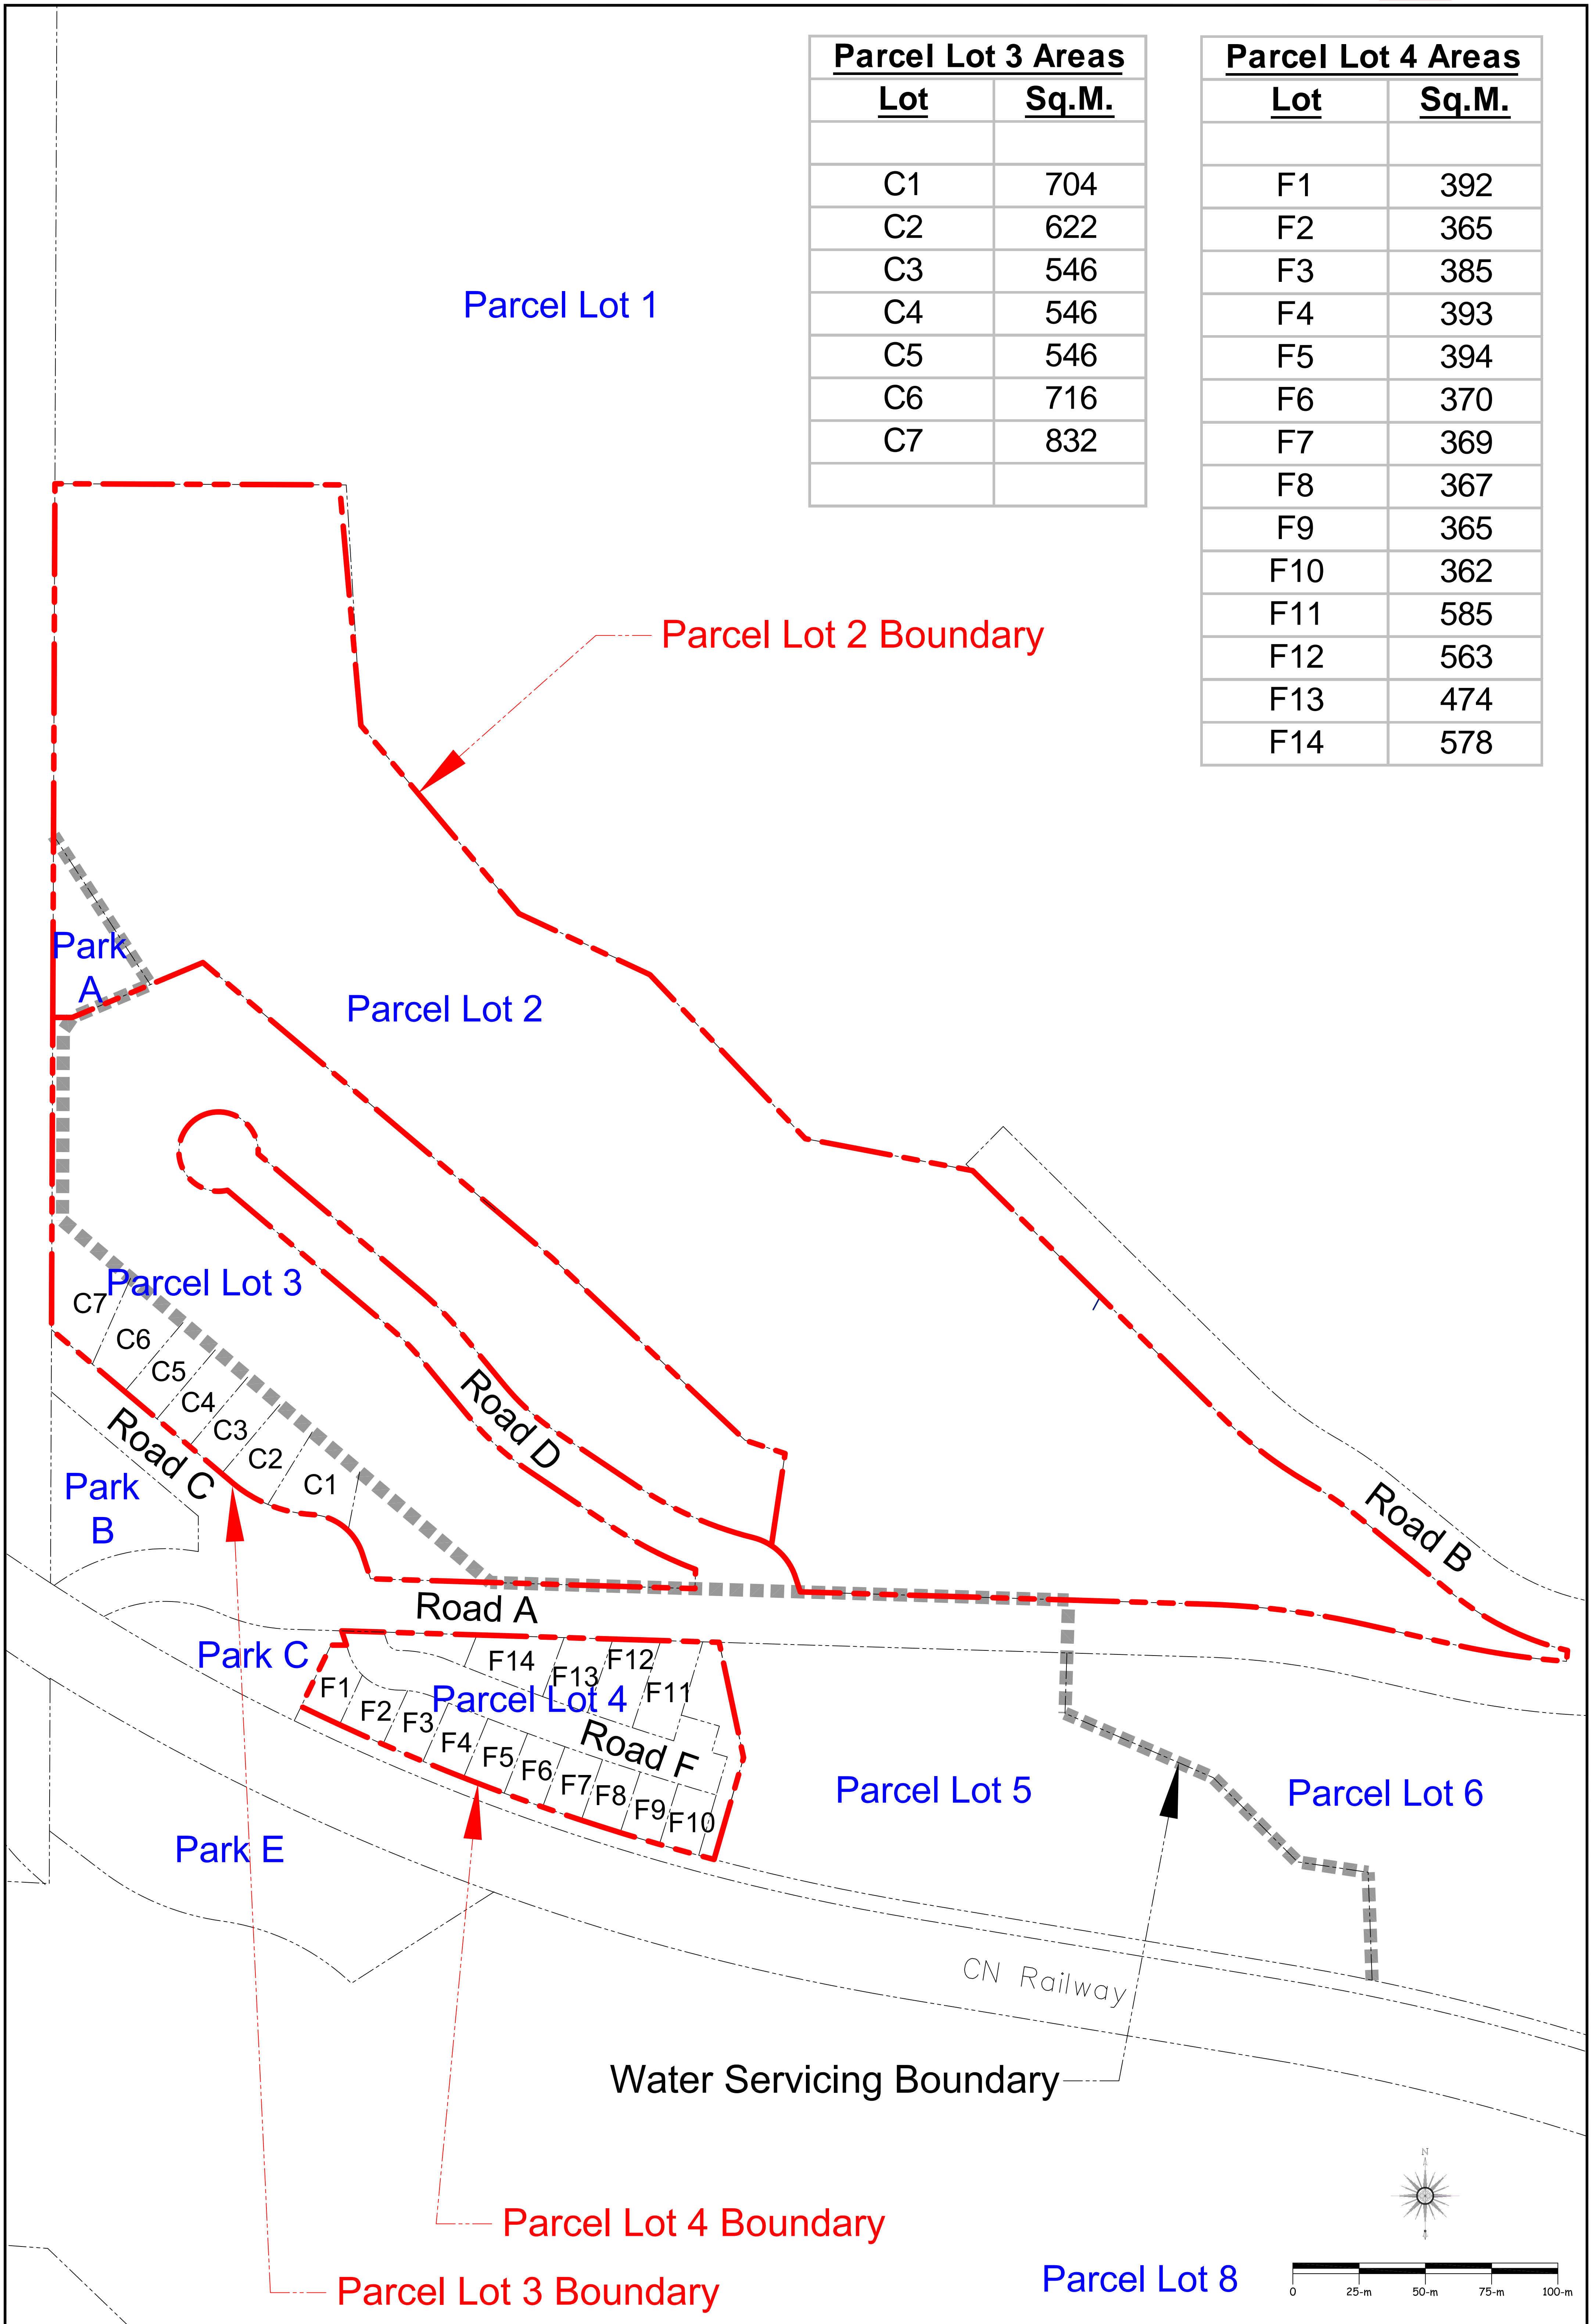 Parcel Lot 3 Areas
Lot Sq.M.
C1 704
C2 622
C3 546
C4 546
C5 546
C6 716
C7 832
Parcel Lot 4 Areas
Lot Sq.M.
F1 392
F2 365
F3 385
F4 393
F5 394
F6 370
F7 369
F8 367
F9 365
F10 362
F11 585
F12 563
F13 474
F14 578
Parcel Lot 1
Parcel Lot 2 Boundary
Park
A
Parcel Lot 2
Parcel Lot 3
C7
C6
C5
C4
C3
C2
C1
Road D
Road C
Road B
Park
B
Road A
Park C
F14
F13
F12
F11
F1
F2
F3
F4
F5
F6
F7
F8
F9
F10
Parcel Lot 4
Road F
Parcel Lot 5
Parcel Lot 6
Park E
CN Railway
Water Servicing Boundary
N
Parcel Lot 4 Boundary
Parcel Lot 3 Boundary
Parcel Lot 8
0 25-m 50-m 75-m 100-m